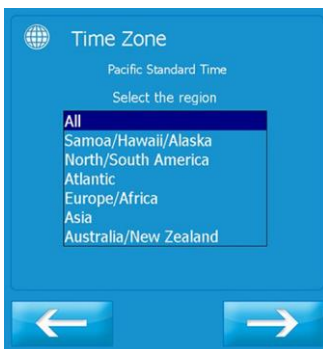 Time Zone
Pacific Standard Time
Select the region
All
Samoa/Hawaii/Alaska
North/South America
Atlantic
Europe/Africa
Asia
Australia/New Zealand